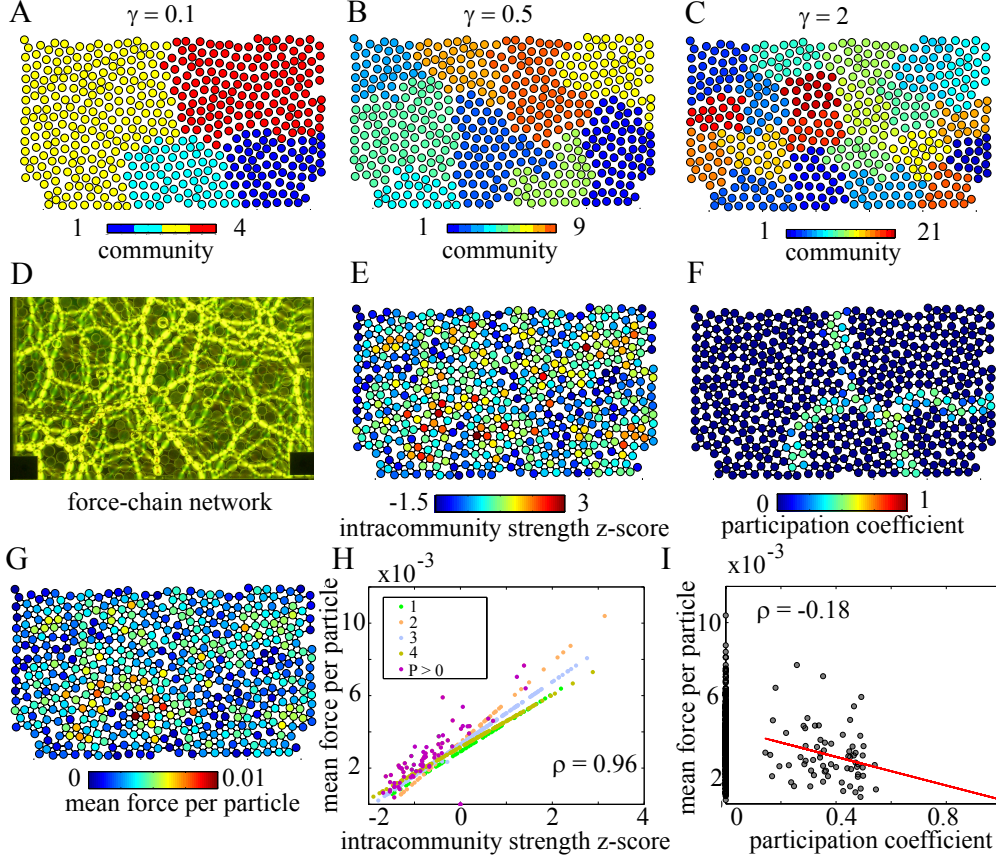 A
γ = 0.1
1 4
community
B
γ = 0.5
1 9
community
C
γ = 2
1 21
community
D
force-chain network
E
-1.5 3
intracommunity strength z-score
F
0 1
participation coefficient
G
0 0.01
mean force per particle
H
x10⁻³
mean force per particle
10
6
2
1
2
3
4
P > 0
ρ = 0.96
-2 0 2 4
intracommunity strength z-score
I
x10⁻³
mean force per particle
10
6
2
ρ = -0.18
0 0.4 0.8
participation coefficient